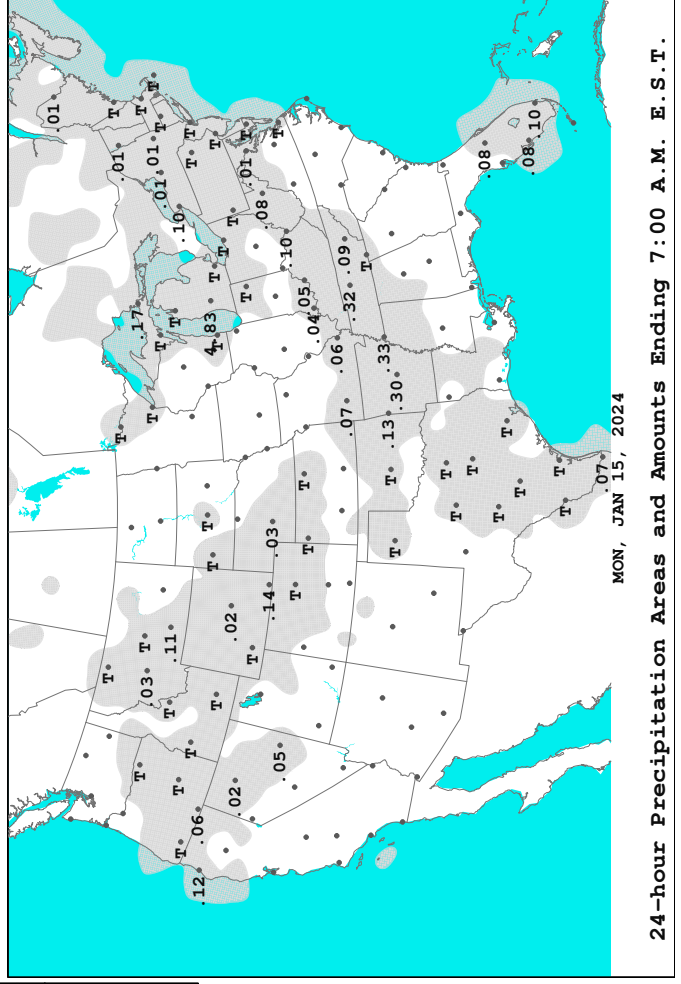 .01
T
T
.01
T
.17
T
T
T
.03
T
.01
T
T
T
.01
T
.11
T
T
.10
T
T
T
T
.06
.12
T
4.83
T
T
T
T
T
T
.02
T
.02
T
.01
T
T
.08
.14
.03
T
.05
.10
T
T
.05
T
.04
.06
.07
.09
.32
T
.33
.13
T
T
.30
T
T
T
.08
T
T
T
.08
.10
T
T
.07
MON, JAN 15, 2024
24-hour Precipitation Areas and Amounts Ending 7:00 A.M. E.S.T.